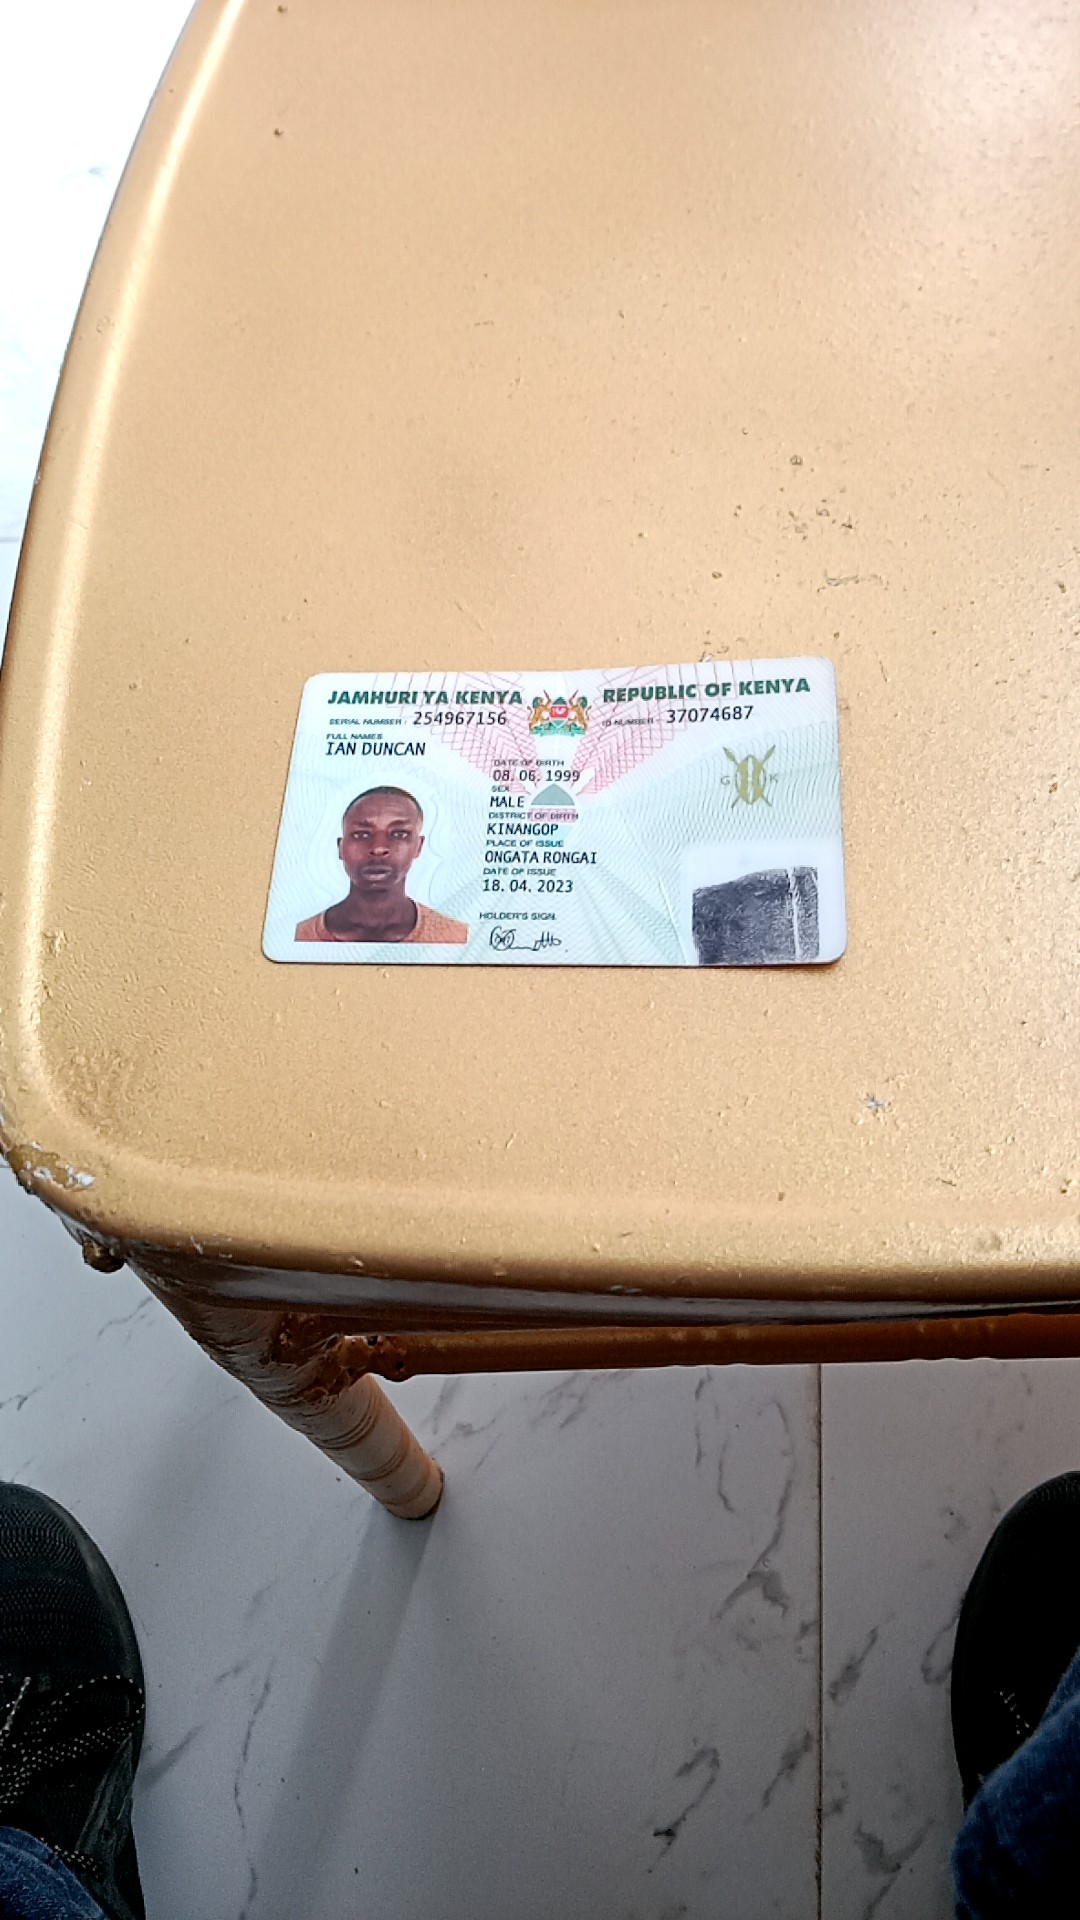 JAMHURI YA KENYA REPUBLIC OF KENYA
SERIAL NUMBER: 254967156 ID NUMBER: 37074687
FULL NAMES
IAN DUNCAN
DATE OF BIRTH
08. 06. 1999
SEX
MALE
DISTRICT OF BIRTH
KINANGOP
PLACE OF ISSUE
ONGATA RONGAI
DATE OF ISSUE
18. 04. 2023
HOLDER'S SIGN.
G K